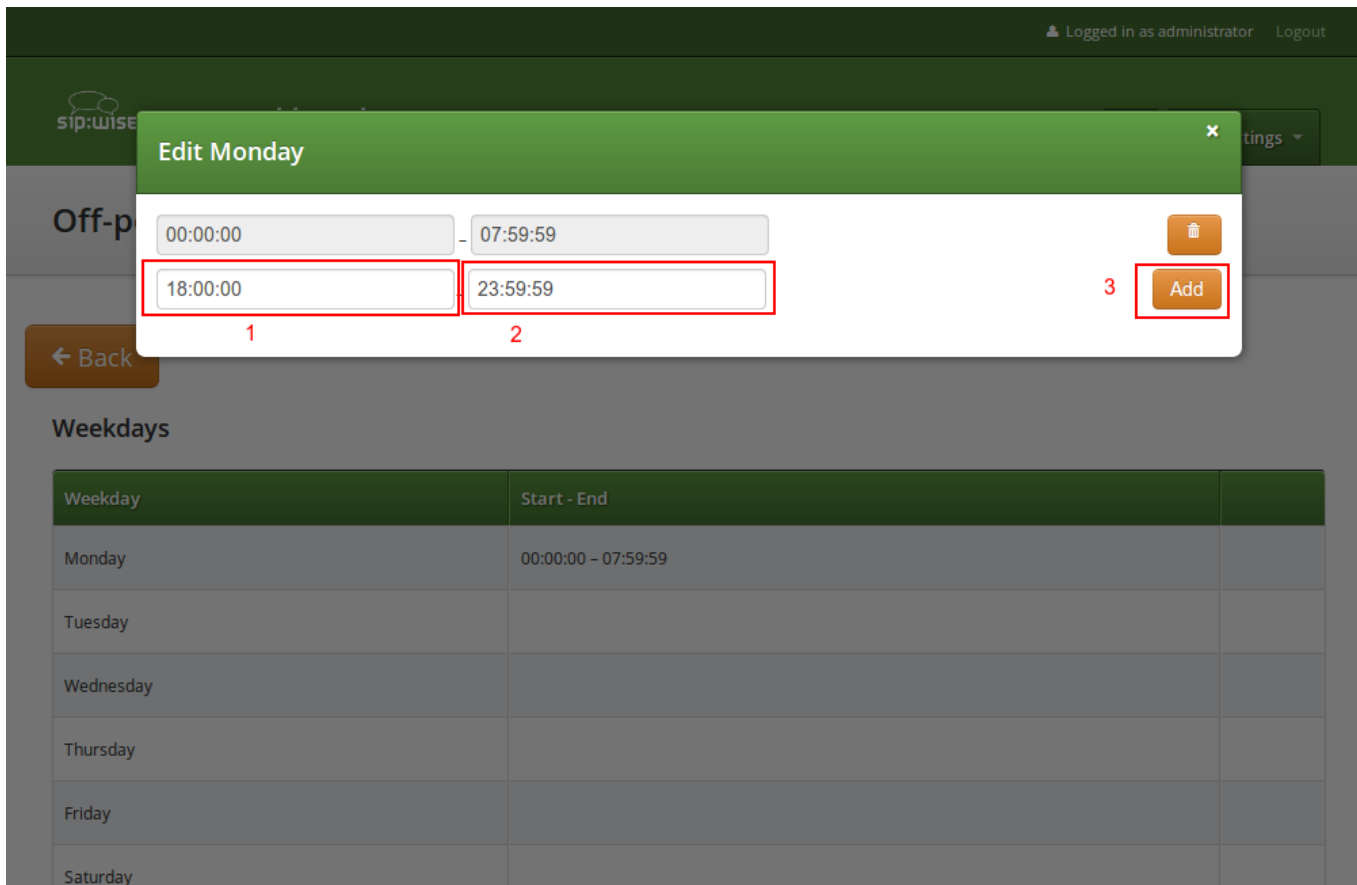 Logged in as administrator Logout
sip:wise
tings
Edit Monday ×
Off-p
00:00:00 – 07:59:59
18:00:00 - 23:59:59 3 Add
1 2
← Back
Weekdays
Weekday Start - End
Monday 00:00:00 – 07:59:59
Tuesday
Wednesday
Thursday
Friday
Saturday